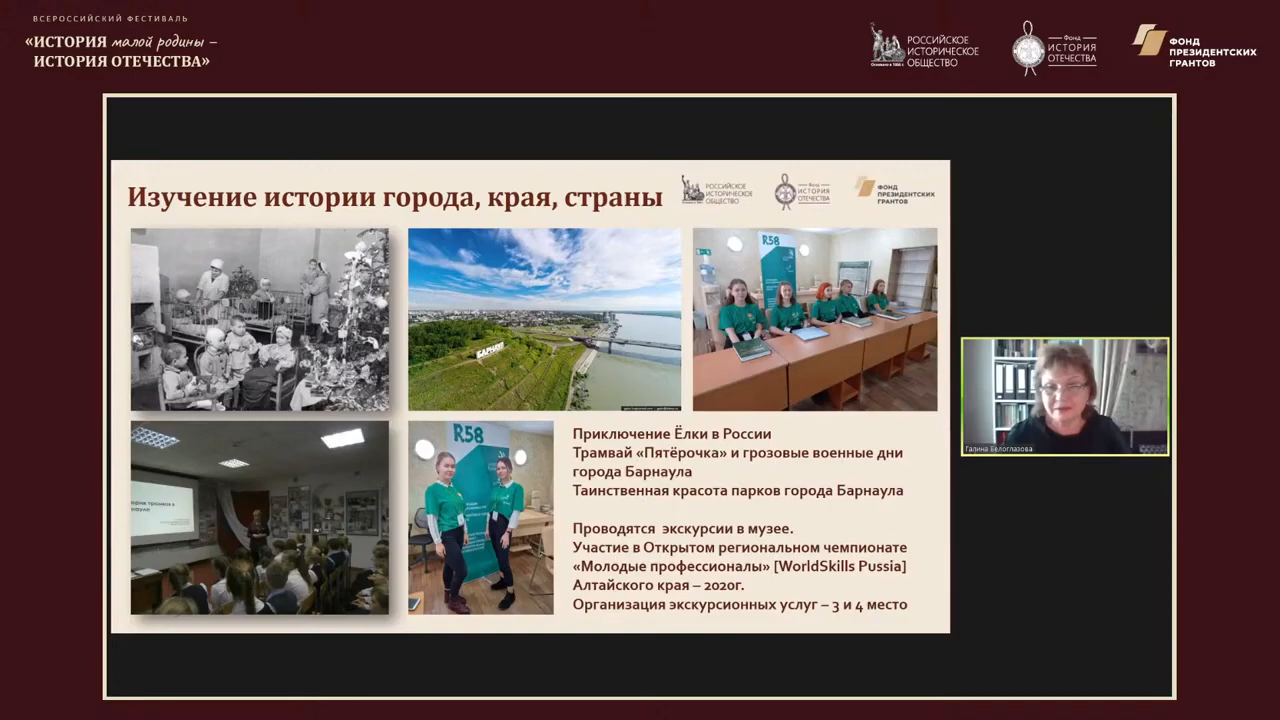 ВСЕРОССИЙСКИЙ ФЕСТИВАЛЬ
«ИСТОРИЯ малой родины –
ИСТОРИЯ ОТЕЧЕСТВА»
РОССИЙСКОЕ
ИСТОРИЧЕСКОЕ
ОБЩЕСТВО
Основано в 1866 г.
Фонд
ИСТОРИЯ
ОТЕЧЕСТВА
ФОНД
ПРЕЗИДЕНТСКИХ
ГРАНТОВ
Изучение истории города, края, страны
РОССИЙСКОЕ
ИСТОРИЧЕСКОЕ
ОБЩЕСТВО
Фонд
ИСТОРИЯ
ОТЕЧЕСТВА
ФОНД
ПРЕЗИДЕНТСКИХ
ГРАНТОВ
БАРНАУЛ
R58
R58
Приключение Ёлки в России
Трамвай «Пятёрочка» и грозовые военные дни
города Барнаула
Таинственная красота парков города Барнаула
Проводятся экскурсии в музее.
Участие в Открытом региональном чемпионате
«Молодые профессионалы» [WorldSkills Pussia]
Алтайского края – 2020г.
Организация экскурсионных услуг – 3 и 4 место
Галина Белоглазова